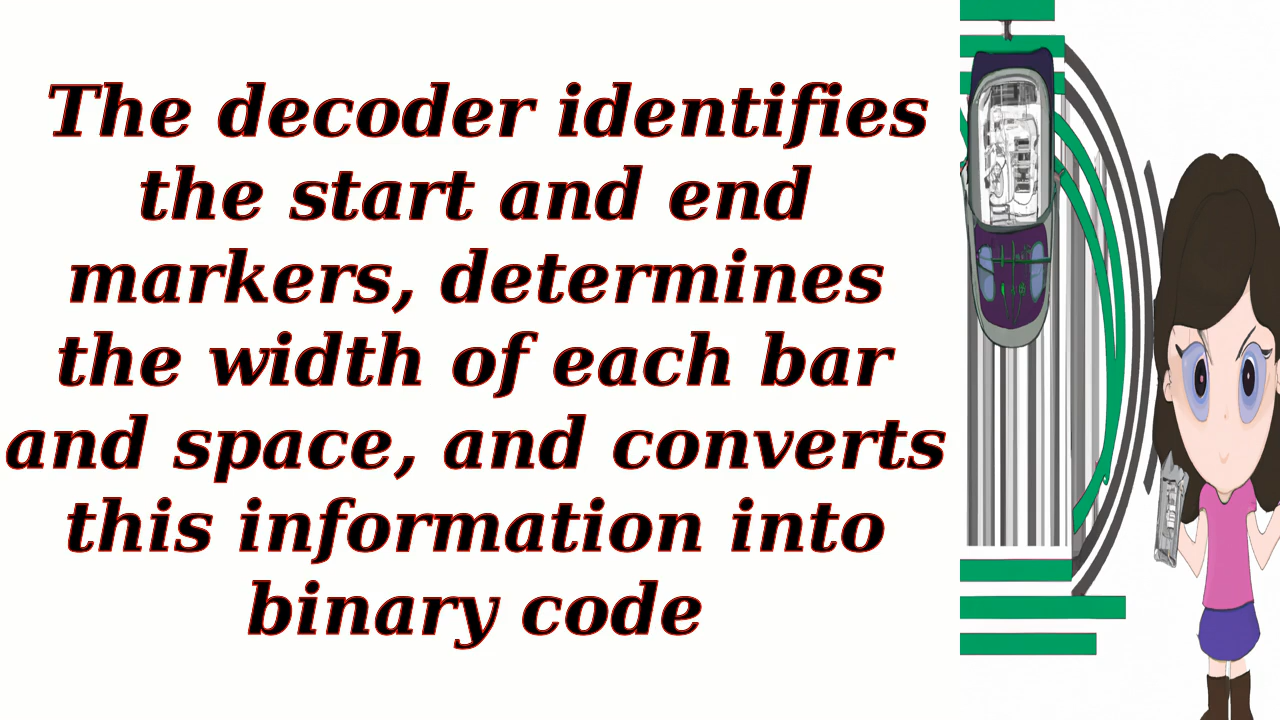 The decoder identifies
the start and end
markers, determines
the width of each bar
and space, and converts
this information into
binary code